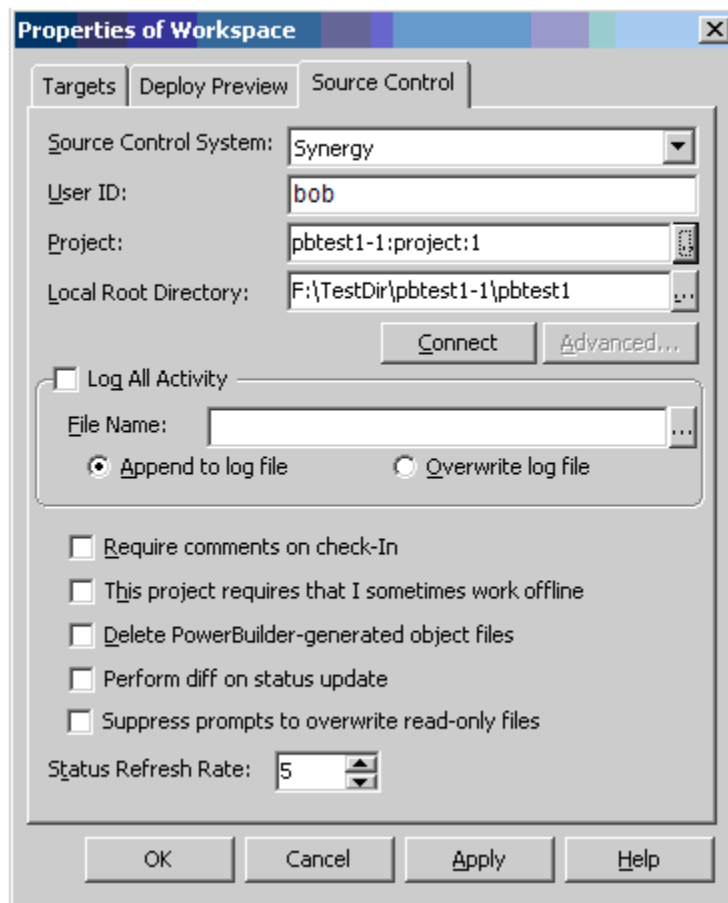 Properties of Workspace
Targets Deploy Preview Source Control
Source Control System: Synergy
User ID: bob
Project: pbtest1-1:project:1
Local Root Directory: F:\TestDir\pbtest1-1\pbtest1 ...
Connect Advanced...
Log All Activity
File Name: ...
Append to log file Overwrite log file
Require comments on check-In
This project requires that I sometimes work offline
Delete PowerBuilder-generated object files
Perform diff on status update
Suppress prompts to overwrite read-only files
Status Refresh Rate: 5
OK Cancel Apply Help